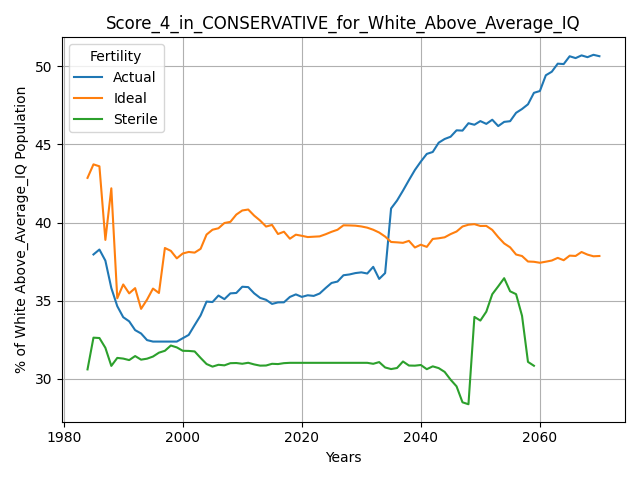 Score_4_in_CONSERVATIVE_for_White_Above_Average_IQ
Fertility
Actual
Ideal
Sterile
% of White Above_Average_IQ Population
50
45
40
35
30
1980
2000
2020
2040
2060
Years